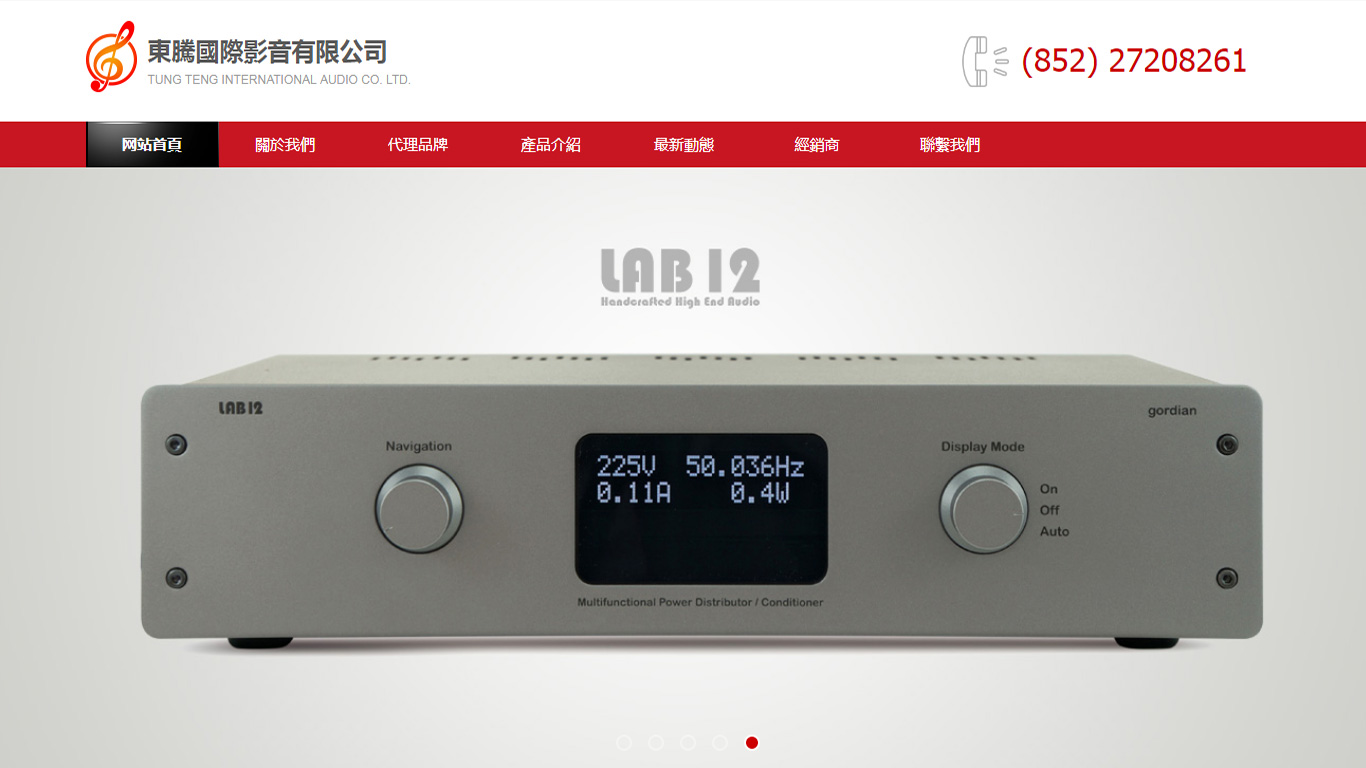 東騰國際影音有限公司
TUNG TENG INTERNATIONAL AUDIO CO. LTD.
(852) 27208261
网站首頁 關於我們 代理品牌 產品介紹 最新動態 經銷商 聯繫我們
LAB 12
Handcrafted High End Audio
LAB 12
gordian
Navigation
Display Mode
225V 50.036Hz
0.11A 0.4W
On
Off
Auto
Multifunctional Power Distributor / Conditioner